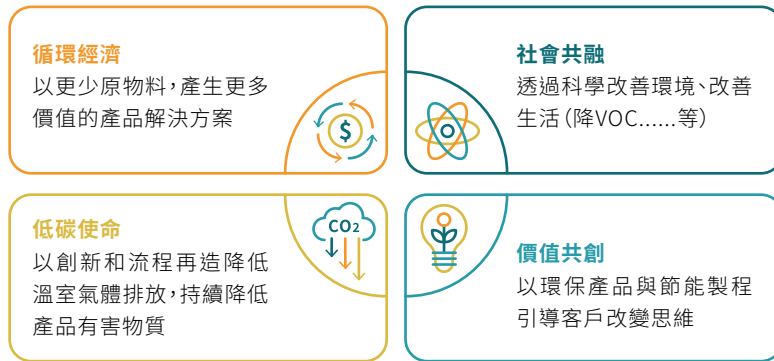 循環經濟
以更少原物料，產生更多
價值的產品解決方案
$
社會共融
透過科學改善環境、改善
生活（降VOC......等）
低碳使命
以創新和流程再造降低
溫室氣體排放，持續降低
產品有害物質
CO2
價值共創
以環保產品與節能製程
引導客戶改變思維